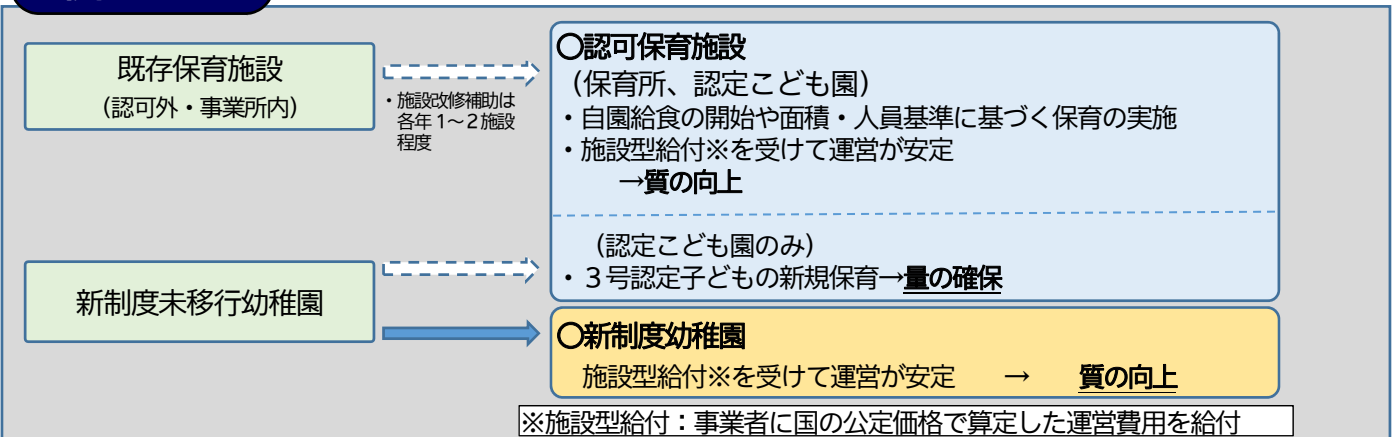 既存保育施設
（認可外・事業所内）
・施設改修補助は
各年１～２施設
程度
〇認可保育施設
（保育所、認定こども園）
・自園給食の開始や面積・人員基準に基づく保育の実施
・施設型給付※を受けて運営が安定
→質の向上
（認定こども園のみ）
・３号認定子どもの新規保育→量の確保
新制度未移行幼稚園
〇新制度幼稚園
施設型給付※を受けて運営が安定　→　質の向上
※施設型給付：事業者に国の公定価格で算定した運営費用を給付